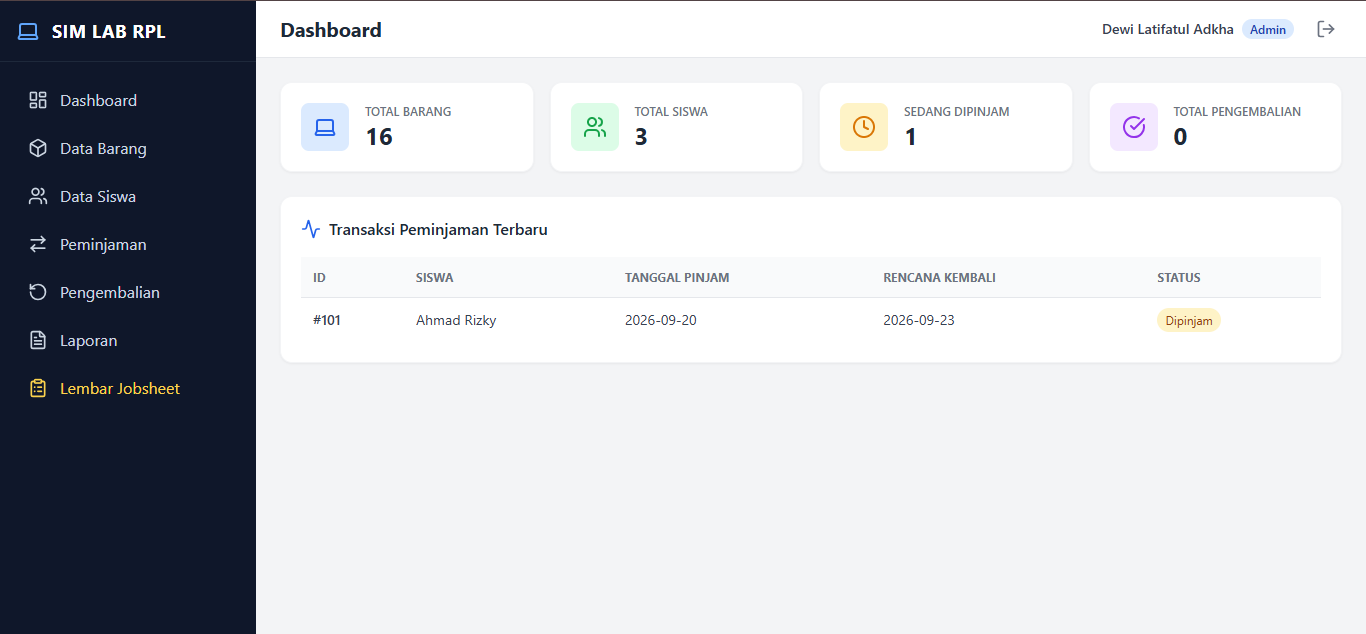 SIM LAB RPL
Dashboard
Data Barang
Data Siswa
Peminjaman
Pengembalian
Laporan
Lembar Jobsheet
Dashboard
Dewi Latifatul Adkha Admin
TOTAL BARANG
16
TOTAL SISWA
3
SEDANG DIPINJAM
1
TOTAL PENGEMBALIAN
0
Transaksi Peminjaman Terbaru
ID SISWA TANGGAL PINJAM RENCANA KEMBALI STATUS
#101 Ahmad Rizky 2026-09-20 2026-09-23 Dipinjam